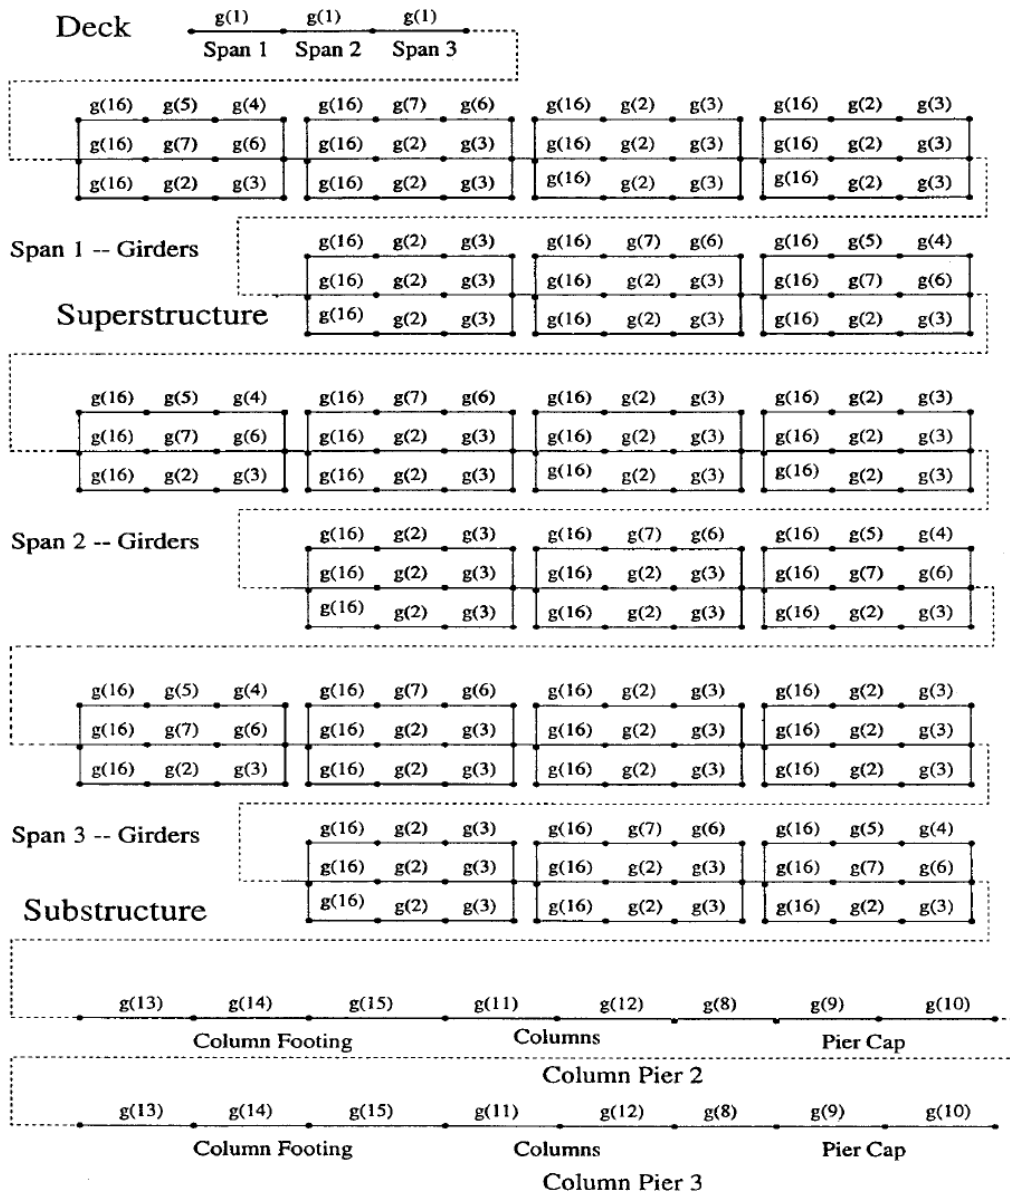 Deck g(1) g(1) g(1)
Span 1 Span 2 Span 3
g(16) g(5) g(4) g(16) g(7) g(6) g(16) g(2) g(3) g(16) g(2) g(3)
g(16) g(7) g(6) g(16) g(2) g(3) g(16) g(2) g(3) g(16) g(2) g(3)
g(16) g(2) g(3) g(16) g(2) g(3) g(16) g(2) g(3) g(16) g(2) g(3)
Span 1 -- Girders
g(16) g(2) g(3) g(16) g(7) g(6) g(16) g(5) g(4)
g(16) g(2) g(3) g(16) g(2) g(3) g(16) g(7) g(6)
g(16) g(2) g(3) g(16) g(2) g(3) g(16) g(2) g(3)
Superstructure
g(16) g(5) g(4) g(16) g(7) g(6) g(16) g(2) g(3) g(16) g(2) g(3)
g(16) g(7) g(6) g(16) g(2) g(3) g(16) g(2) g(3) g(16) g(2) g(3)
g(16) g(2) g(3) g(16) g(2) g(3) g(16) g(2) g(3) g(16) g(2) g(3)
Span 2 -- Girders
g(16) g(2) g(3) g(16) g(7) g(6) g(16) g(5) g(4)
g(16) g(2) g(3) g(16) g(2) g(3) g(16) g(7) g(6)
g(16) g(2) g(3) g(16) g(2) g(3) g(16) g(2) g(3)
g(16) g(5) g(4) g(16) g(7) g(6) g(16) g(2) g(3) g(16) g(2) g(3)
g(16) g(7) g(6) g(16) g(2) g(3) g(16) g(2) g(3) g(16) g(2) g(3)
g(16) g(2) g(3) g(16) g(2) g(3) g(16) g(2) g(3) g(16) g(2) g(3)
Span 3 -- Girders
g(16) g(2) g(3) g(16) g(7) g(6) g(16) g(5) g(4)
g(16) g(2) g(3) g(16) g(2) g(3) g(16) g(7) g(6)
g(16) g(2) g(3) g(16) g(2) g(3) g(16) g(2) g(3)
Substructure
g(13) g(14) g(15) g(11) g(12) g(8) g(9) g(10)
Column Footing Columns Pier Cap
Column Pier 2
g(13) g(14) g(15) g(11) g(12) g(8) g(9) g(10)
Column Footing Columns Pier Cap
Column Pier 3